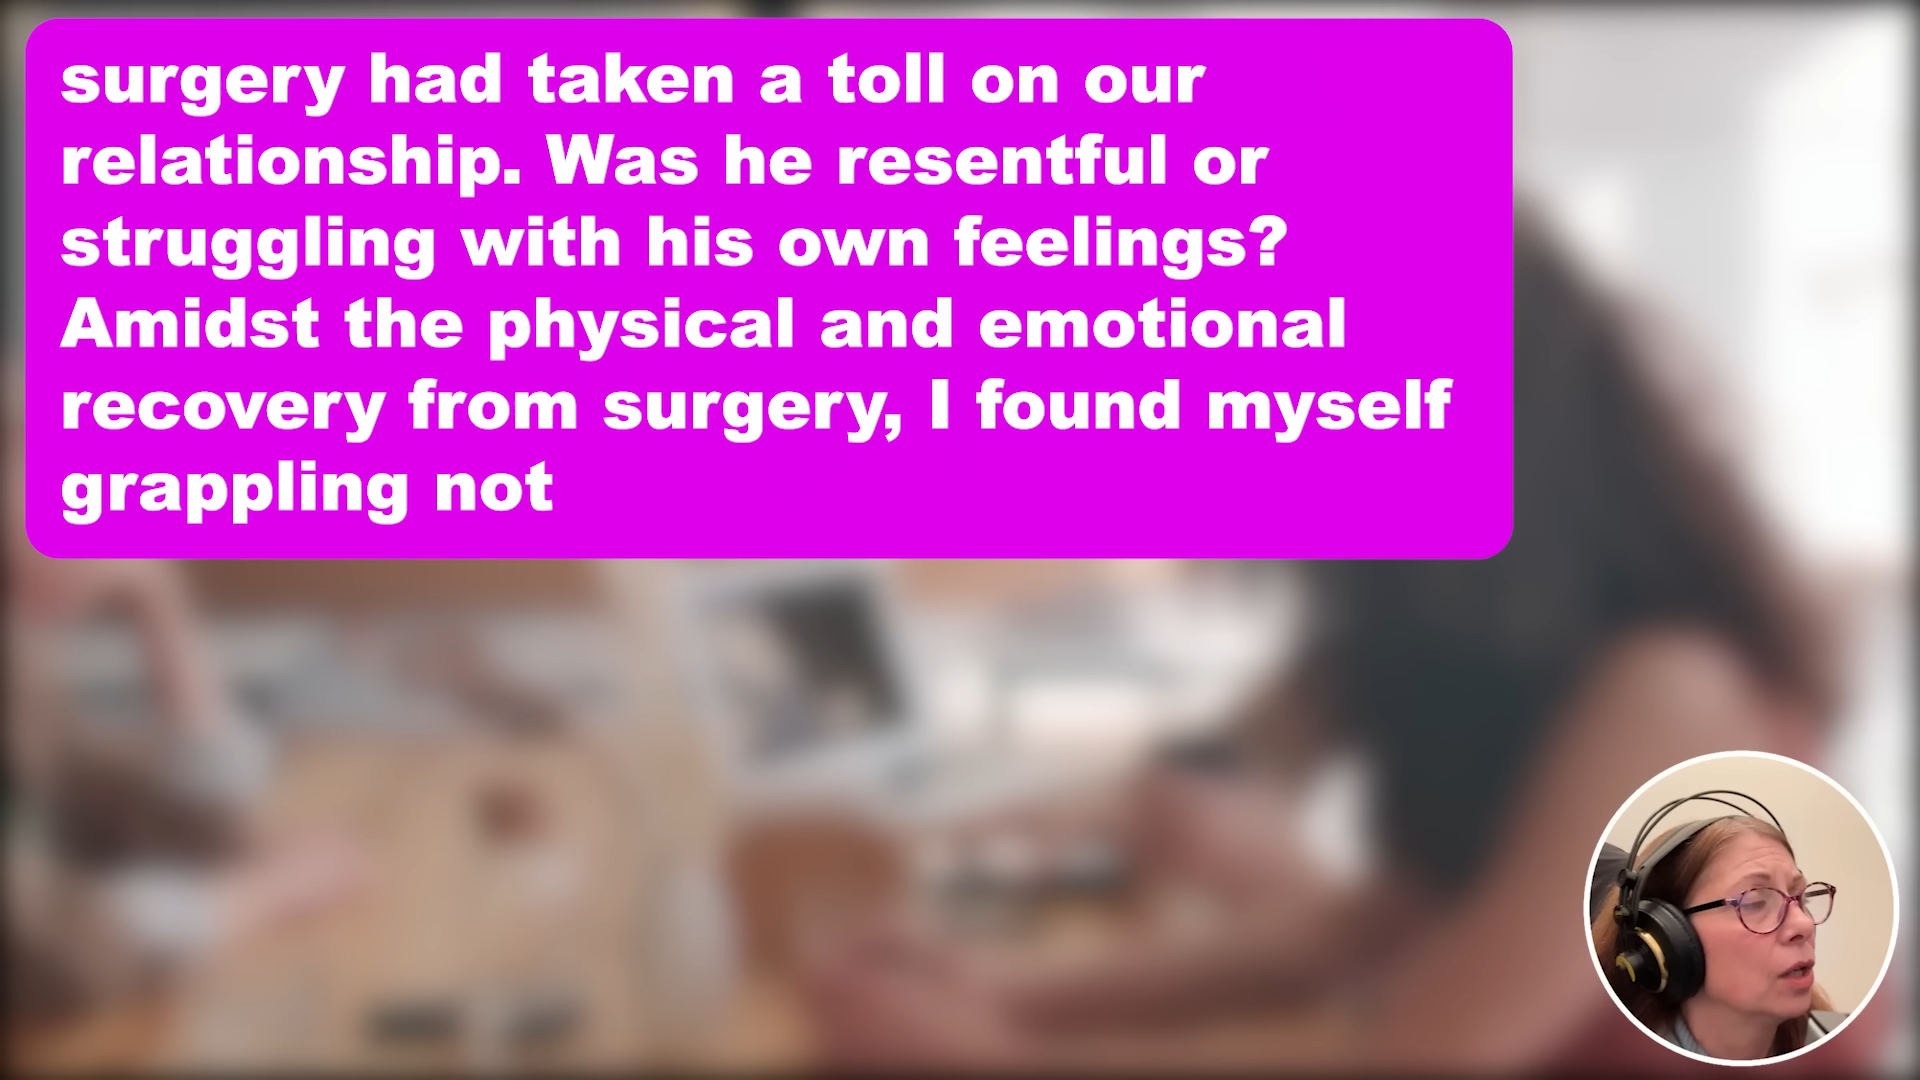 surgery had taken a toll on our
relationship. Was he resentful or
struggling with his own feelings?
Amidst the physical and emotional
recovery from surgery, I found myself
grappling not